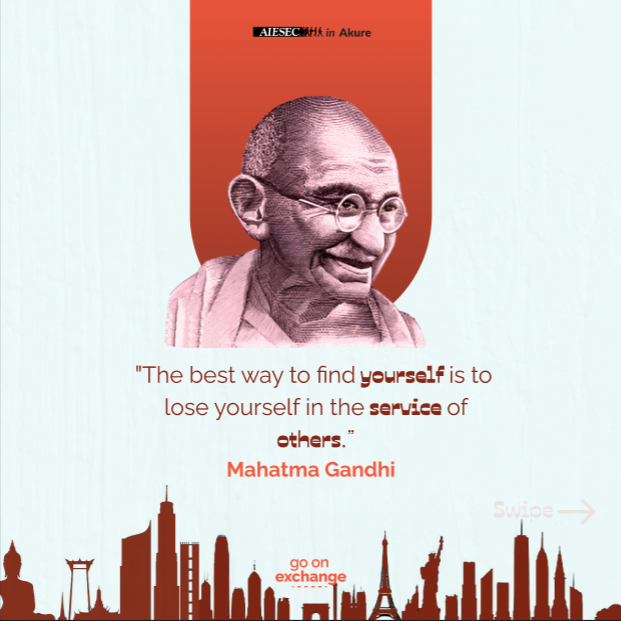 AIESEC in Akure
"The best way to find yourself is to
lose yourself in the service of
others."
Mahatma Gandhi
Swipe
go on
exchange